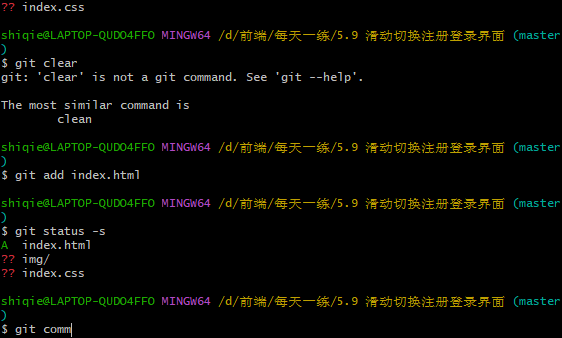 ?? index.css
shiqie@LAPTOP-QUDO4FFO MINGW64 /d/前端/每天一练/5.9 滑动切换注册登录界面 (master
)
$ git clear
git: 'clear' is not a git command. See 'git --help'.
The most similar command is
clean
shiqie@LAPTOP-QUDO4FFO MINGW64 /d/前端/每天一练/5.9 滑动切换注册登录界面 (master
)
$ git add index.html
shiqie@LAPTOP-QUDO4FFO MINGW64 /d/前端/每天一练/5.9 滑动切换注册登录界面 (master
)
$ git status -s
A  index.html
?? img/
?? index.css
shiqie@LAPTOP-QUDO4FFO MINGW64 /d/前端/每天一练/5.9 滑动切换注册登录界面 (master
)
$ git comm